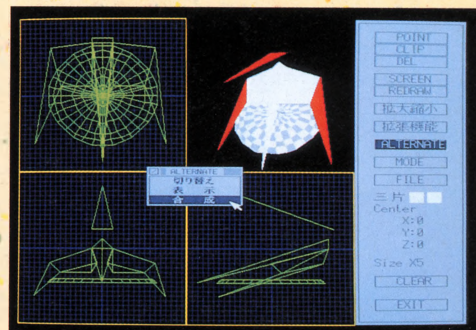 ALTERNATE
切り替え
表 示
合 成
POINT
CLIP
DEL
SCREEN
REDRAW
拡大縮小
拡張機能
ALTERNATE
MODE
FILE
三片
Center
X:0
Y:0
Z:0
Size X5
CLEAR
EXIT